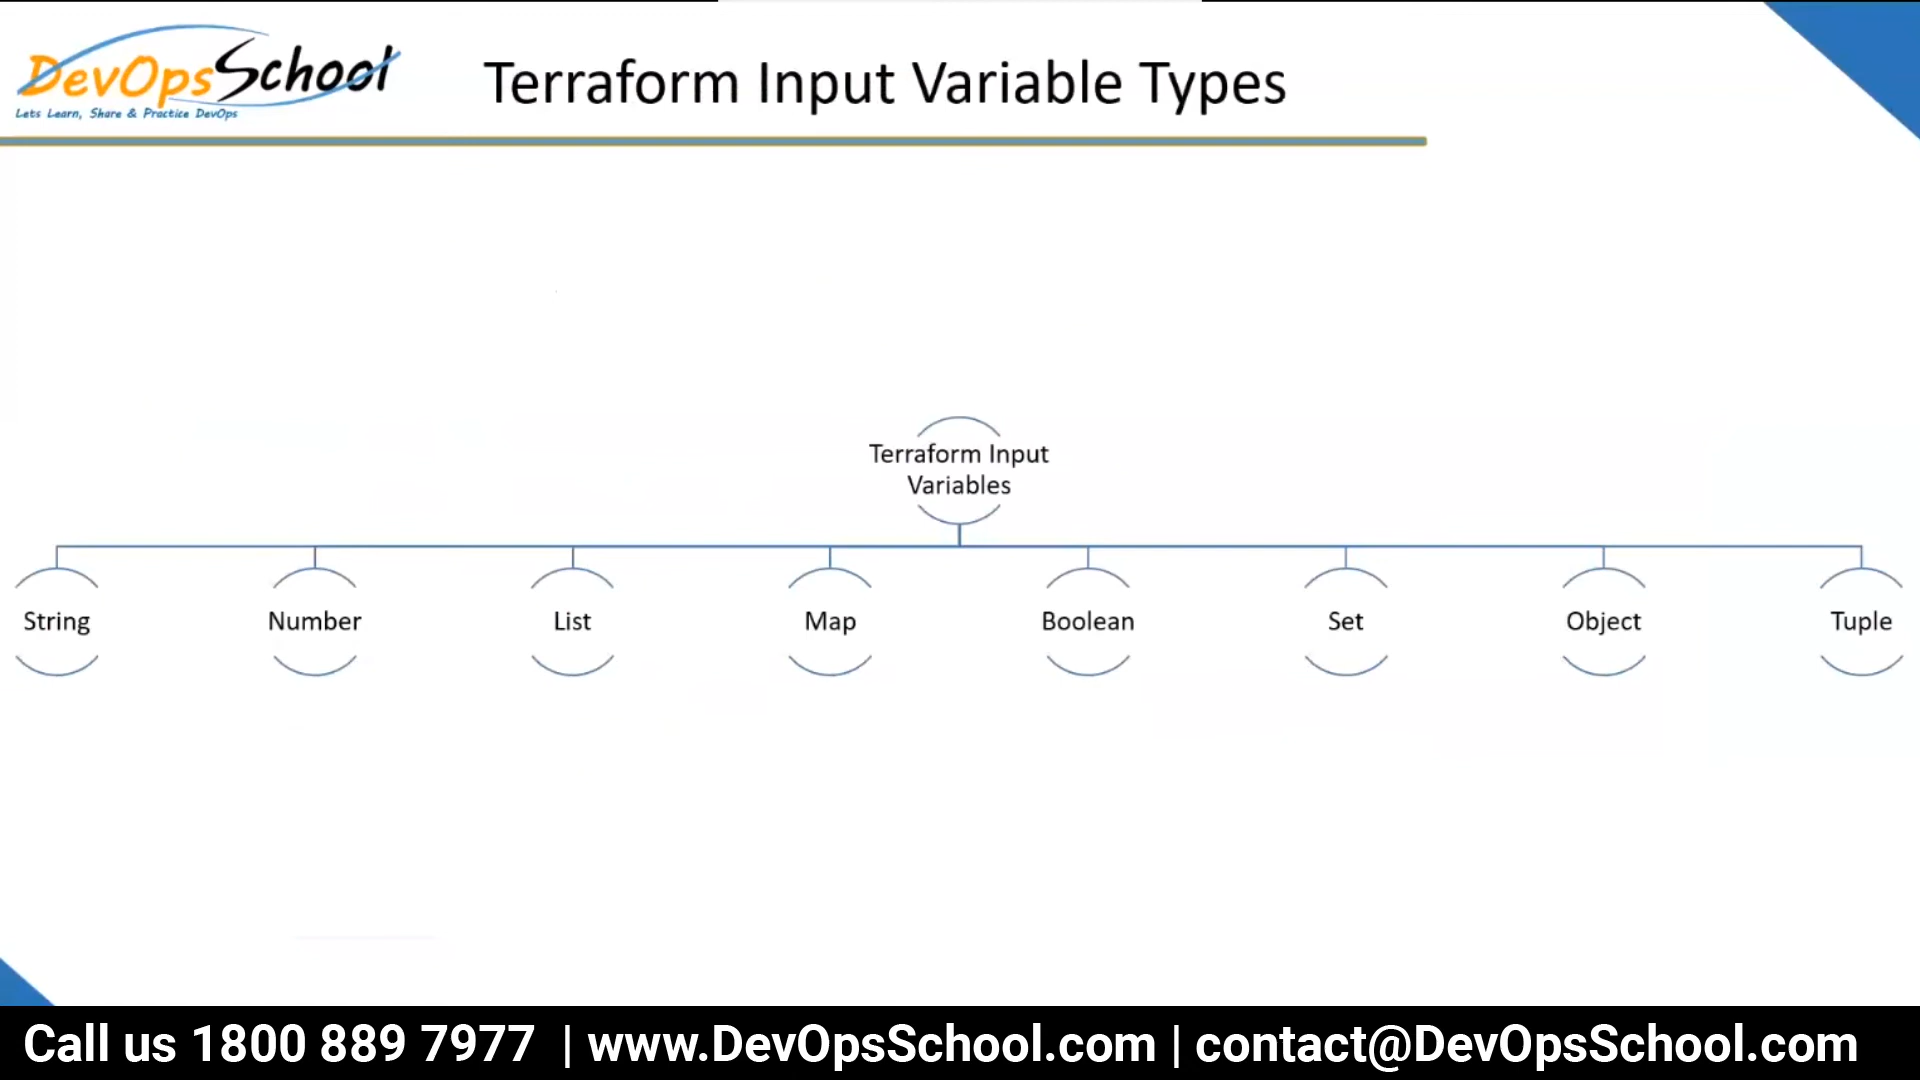 DevOpsSchool
Lets Learn, Share & Practice DevOps
Terraform Input Variable Types
Terraform Input
Variables
String
Number
List
Map
Boolean
Set
Object
Tuple
Call us 1800 889 7977 | www.DevOpsSchool.com | contact@DevOpsSchool.com